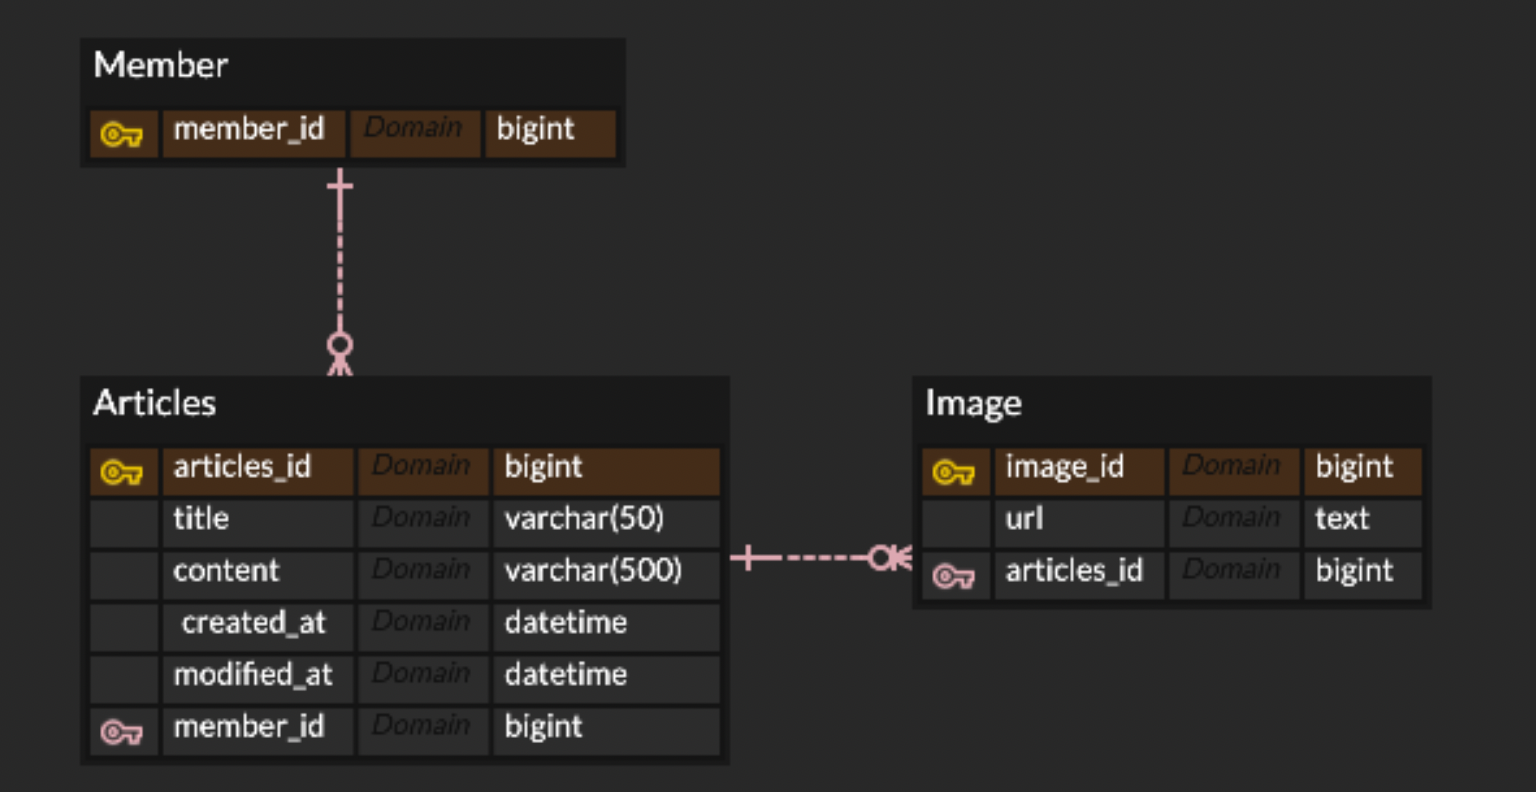 Member
member_id Domain bigint
Articles
articles_id Domain bigint
title Domain varchar(50)
content Domain varchar(500)
created_at Domain datetime
modified_at Domain datetime
member_id Domain bigint
Image
image_id Domain bigint
url Domain text
articles_id Domain bigint